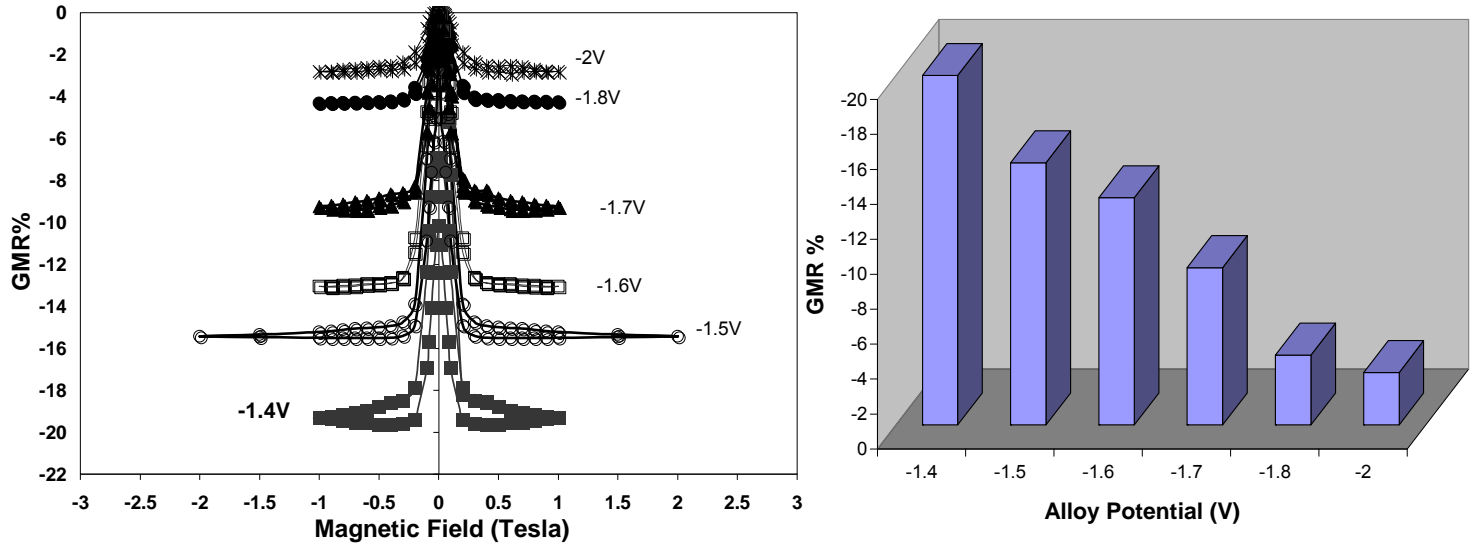 0
-2
-4
-6
-8
-10
-12
-14
-16
-18
-20
-22
GMR%
-2V
-1.8V
-1.7V
-1.6V
-1.5V
-1.4V
-3 -2.5 -2 -1.5 -1 -0.5 0 0.5 1 1.5 2 2.5 3
Magnetic Field (Tesla)
-20
-18
-16
-14
-12
-10
-8
-6
-4
-2
0
GMR %
-1.4 -1.5 -1.6 -1.7 -1.8 -2
Alloy Potential (V)